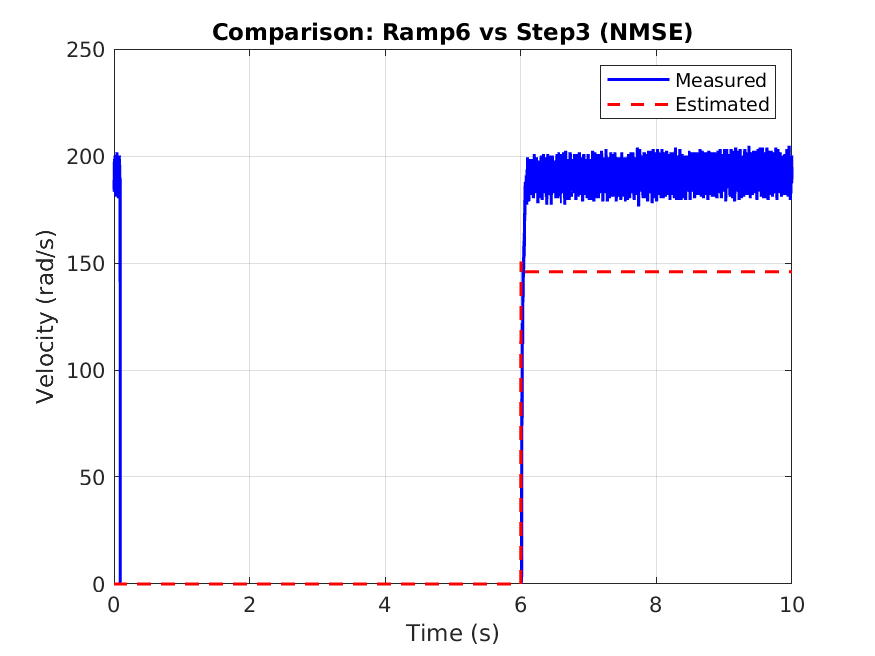 Comparison: Ramp6 vs Step3 (NMSE)
250
200
150
100
50
0
Velocity (rad/s)
Measured
Estimated
0 2 4 6 8 10
Time (s)